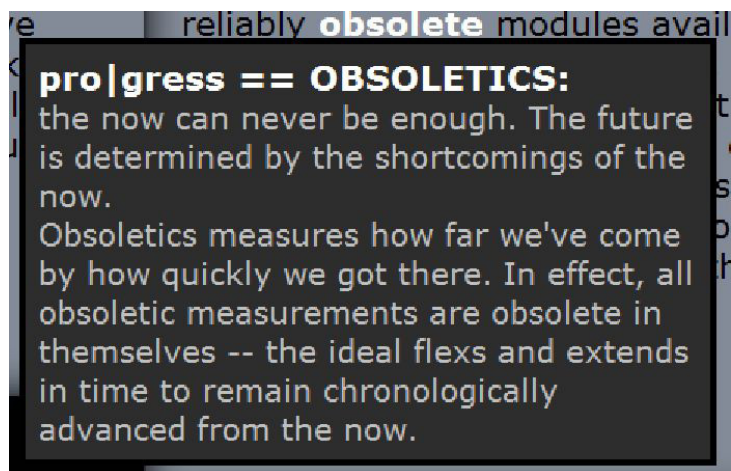 reliably obsolete modules
pro|gress == OBSOLETICS:
the now can never be enough. The future
is determined by the shortcomings of the
now.
Obsoletics measures how far we've come
by how quickly we got there. In effect, all
obsoletic measurements are obsolete in
themselves -- the ideal flexs and extends
in time to remain chronologically
advanced from the now.